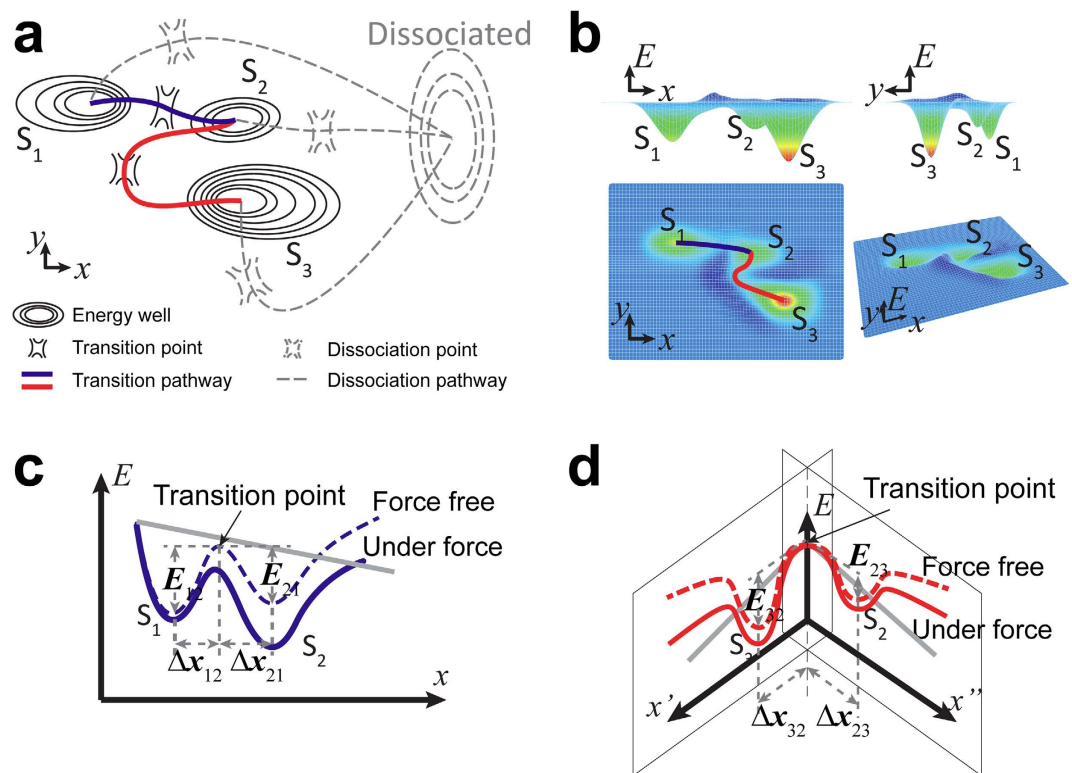 a
Dissociated
S1
S2
S3
y
x
Energy well
Transition point
Transition pathway
Dissociation point
Dissociation pathway
b
E
x
S1
S2
S3
E
y
S3
S2
S1
S1
S2
S3
y
x
S1
S2
S3
E
y
x
c
E
Transition point
Force free
Under force
E12
E21
S1
S2
Δx12
Δx21
x
d
Transition point
E
E23
Force free
E32
S2
Under force
S3
x'
x''
Δx32
Δx23